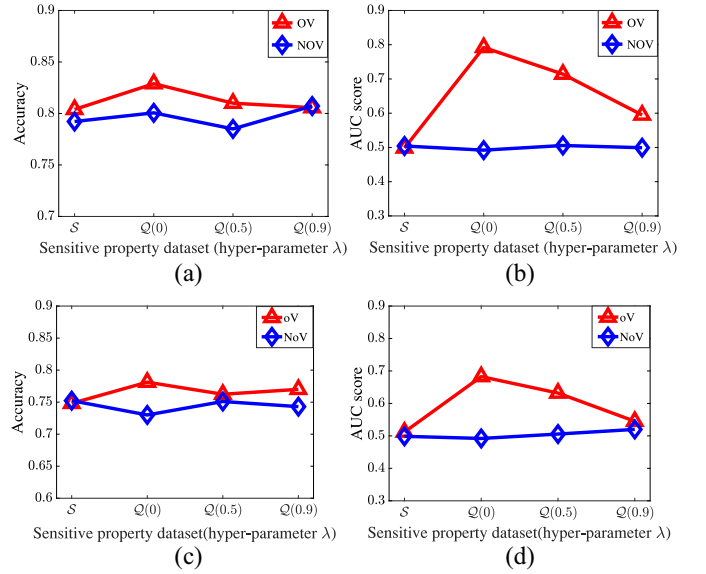 0.9
0.85
0.8
0.75
0.7
Accuracy
OV
NOV
S
Q(0)
Q(0.5)
Q(0.9)
Sensitive property dataset (hyper-parameter λ)
(a)
0.9
0.8
0.7
0.6
0.5
0.4
0.3
AUC score
OV
NOV
S
Q(0)
Q(0.5)
Q(0.9)
Sensitive property dataset (hyper-parameter λ)
(b)
0.9
0.85
0.8
0.75
0.7
0.65
0.6
Accuracy
oV
NoV
S
Q(0)
Q(0.5)
Q(0.9)
Sensitive property dataset(hyper-parameter λ)
(c)
0.9
0.8
0.7
0.6
0.5
0.4
0.3
AUC score
oV
NoV
S
Q(0)
Q(0.5)
Q(0.9)
Sensitive property dataset(hyper-parameter λ)
(d)